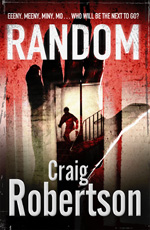 EENY, MEENY, MINY, MO... WHO WILL BE THE NEXT TO GO?
RANDOM
Craig
Robertson